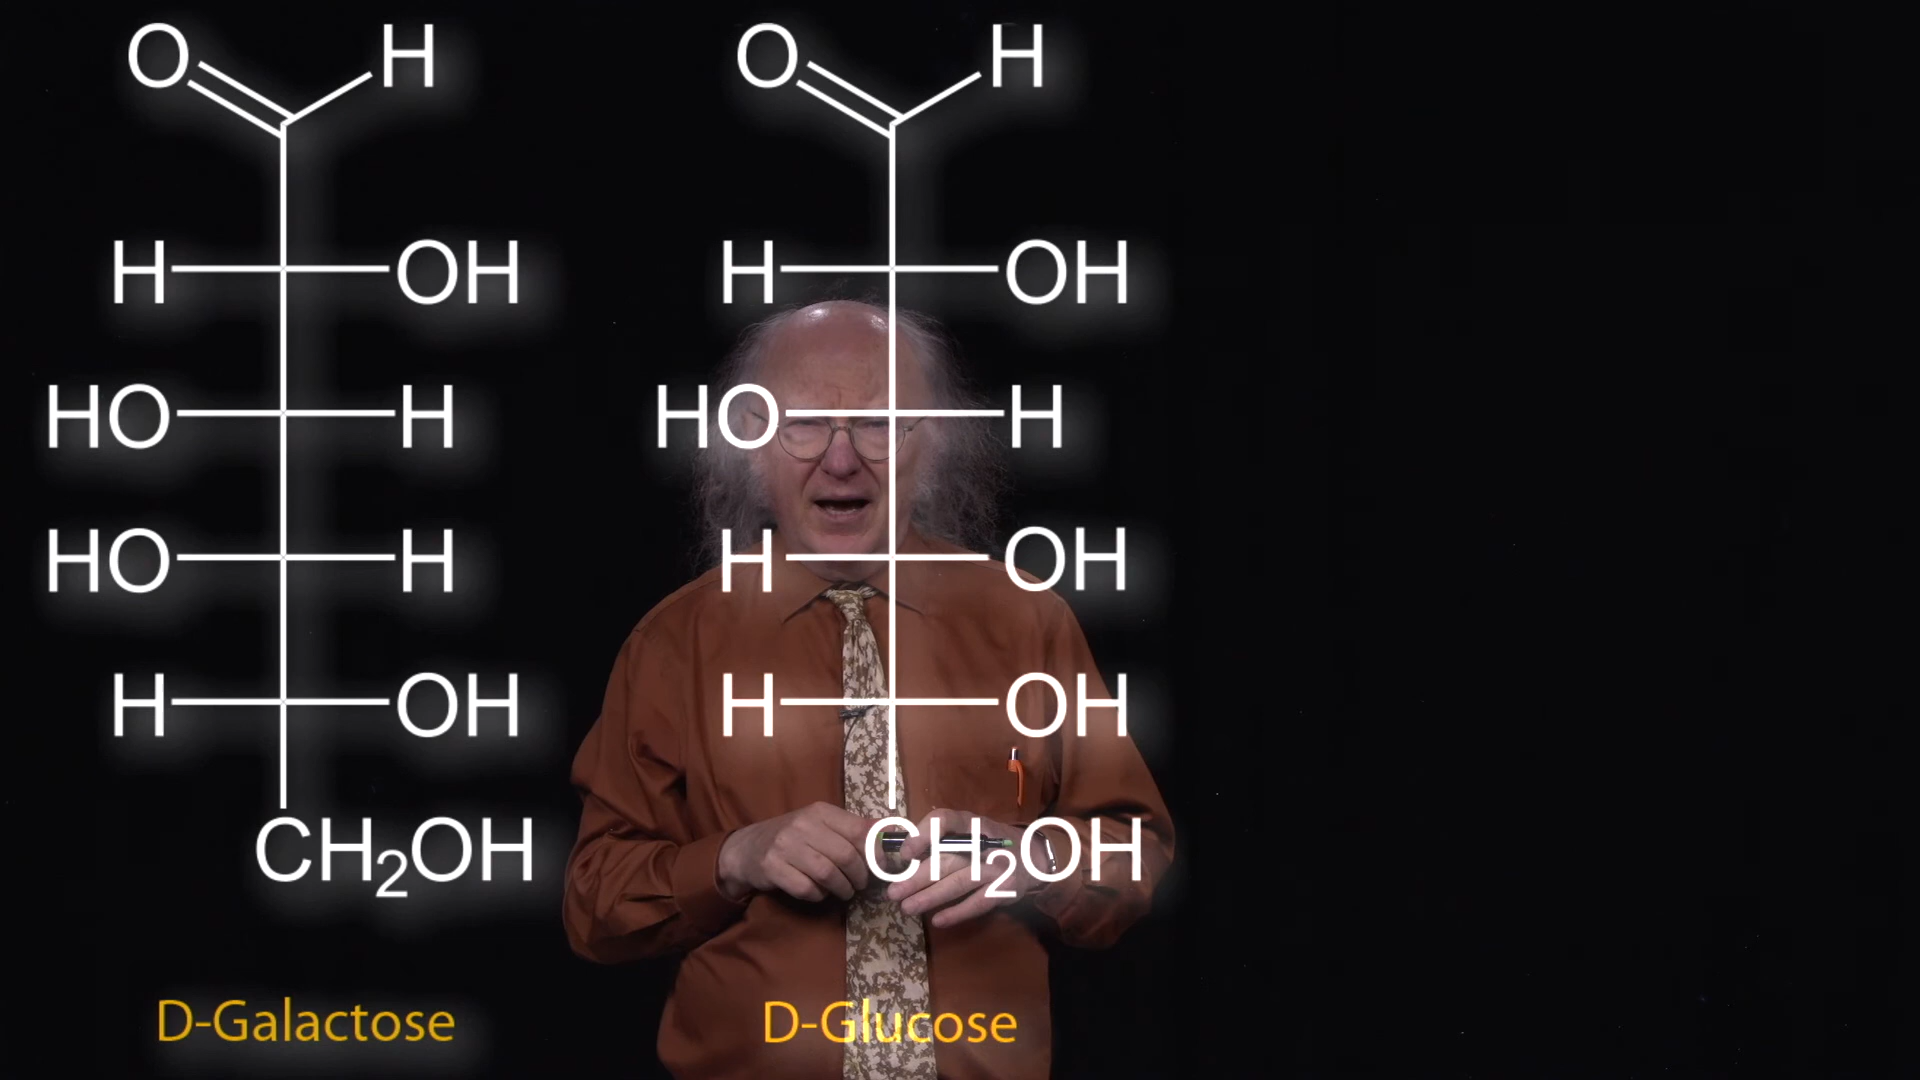 O H O H
H OH H OH
HO H HO H
HO H H OH
H OH H OH
CH₂OH CH₂OH
D-Galactose D-Glucose